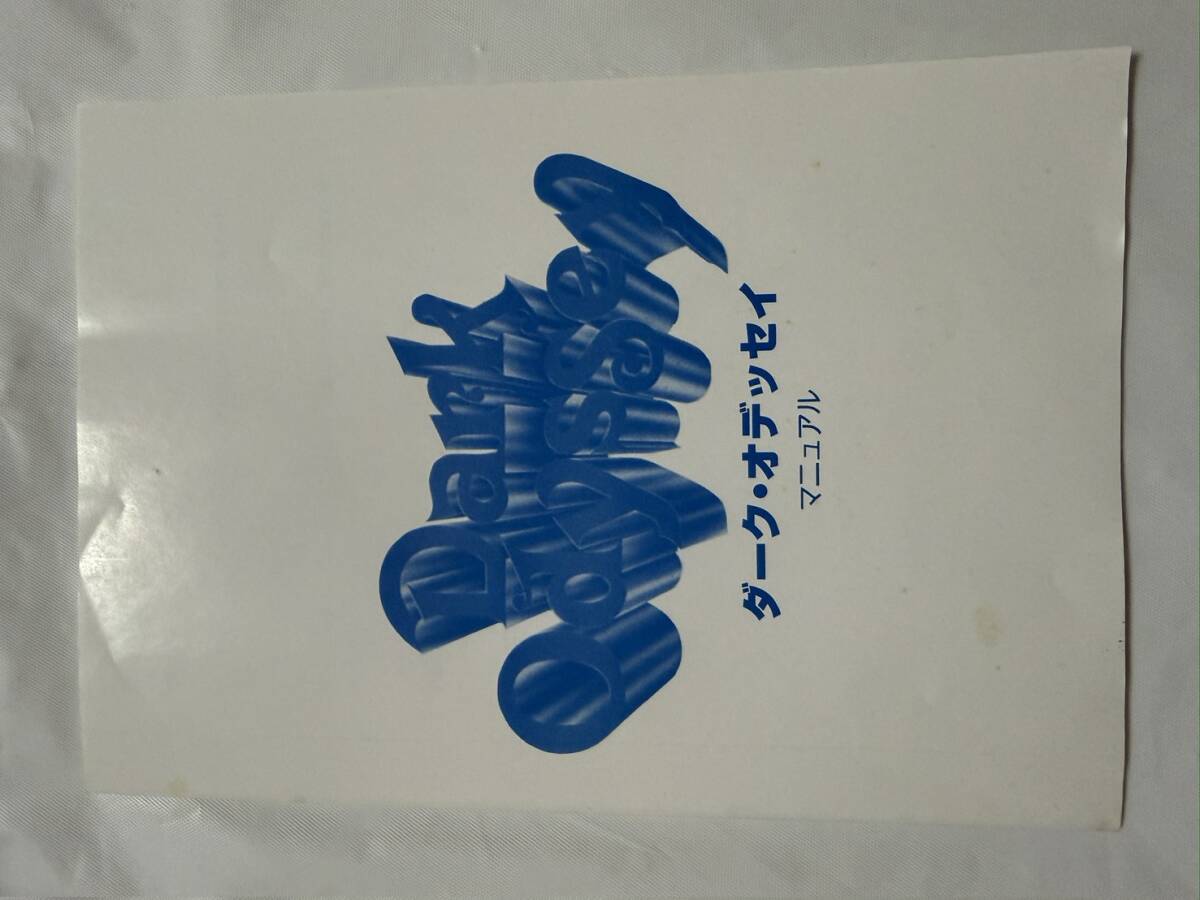 Dark
Odyssey
ダーク・オデッセイ
マニュアル